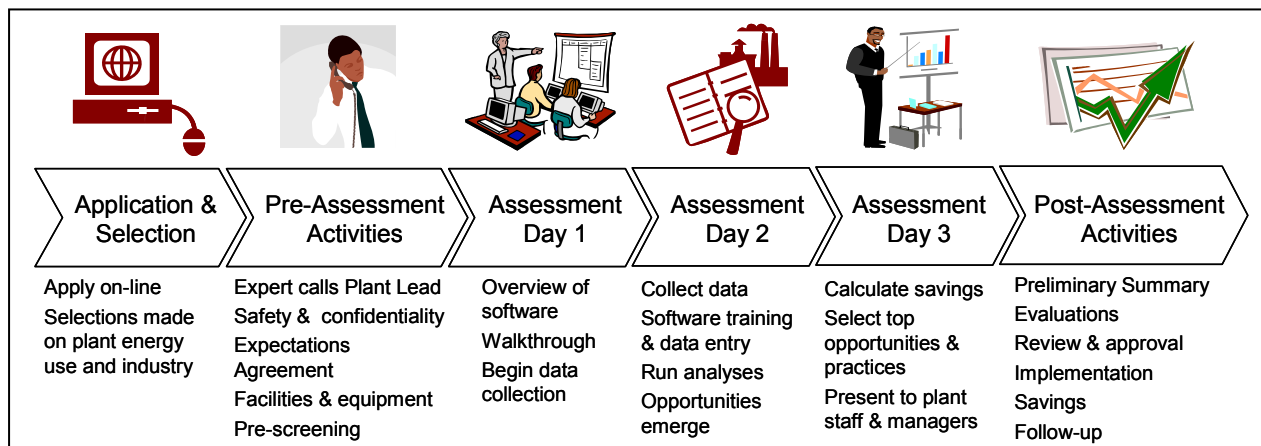 Application &
Selection
Pre-Assessment
Activities
Assessment
Day 1
Assessment
Day 2
Assessment
Day 3
Post-Assessment
Activities
Apply on-line
Selections made
on plant energy
use and industry
Expert calls Plant Lead
Safety & confidentiality
Expectations
Agreement
Facilities & equipment
Pre-screening
Overview of
software
Walkthrough
Begin data
collection
Collect data
Software training
& data entry
Run analyses
Opportunities
emerge
Calculate savings
Select top
opportunities &
practices
Present to plant
staff & managers
Preliminary Summary
Evaluations
Review & approval
Implementation
Savings
Follow-up